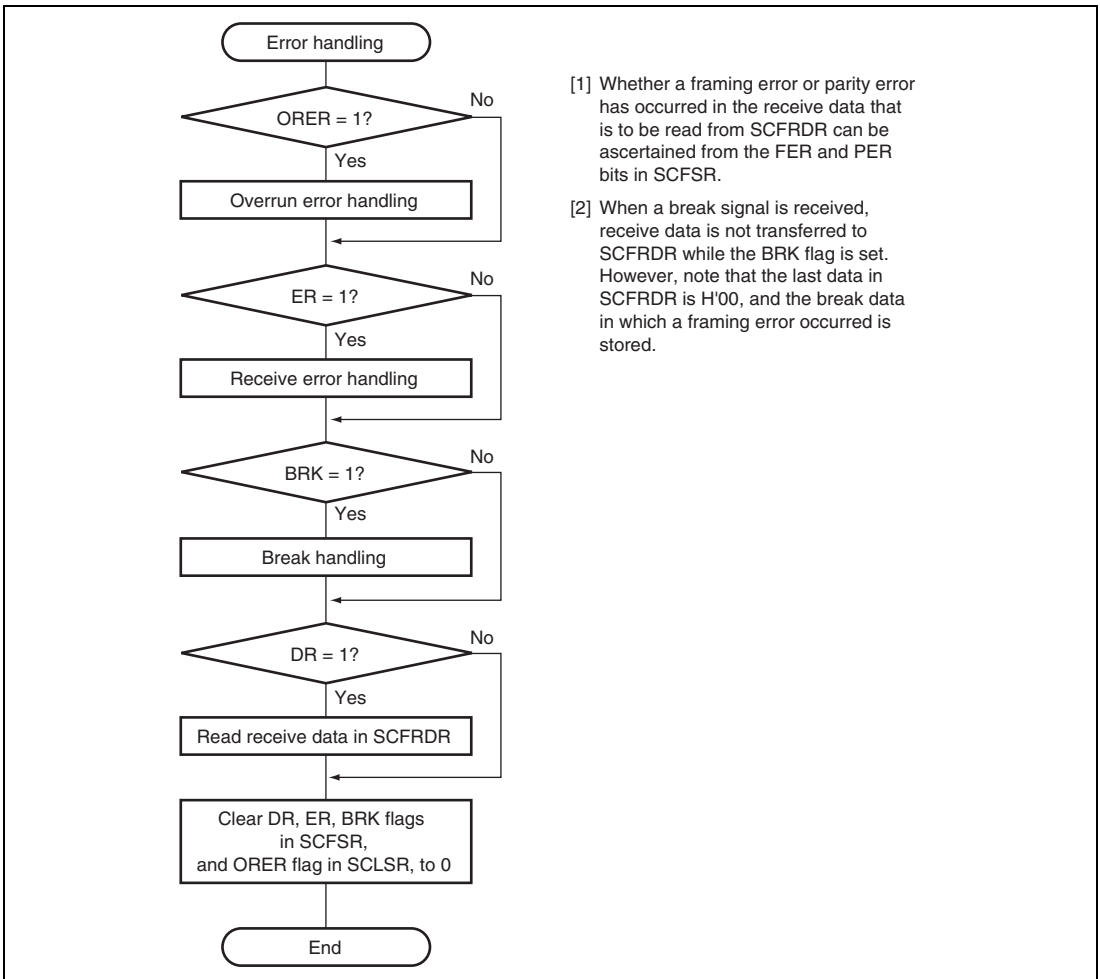 Error handling
ORER = 1?
No
Yes
Overrun error handling
ER = 1?
No
Yes
Receive error handling
BRK = 1?
No
Yes
Break handling
DR = 1?
No
Yes
Read receive data in SCFRDR
Clear DR, ER, BRK flags
in SCFSR,
and ORER flag in SCLSR, to 0
End
[1] Whether a framing error or parity error
has occurred in the receive data that
is to be read from SCFRDR can be
ascertained from the FER and PER
bits in SCFSR.
[2] When a break signal is received,
receive data is not transferred to
SCFRDR while the BRK flag is set.
However, note that the last data in
SCFRDR is H'00, and the break data
in which a framing error occurred is
stored.